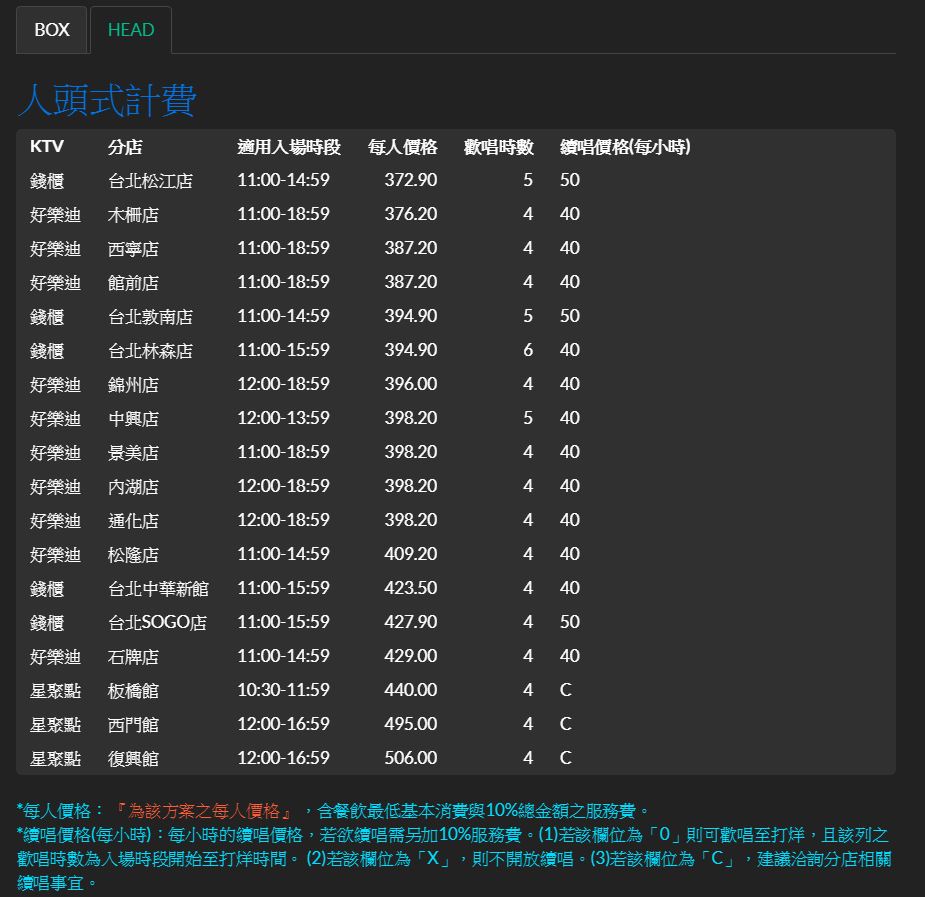 BOX HEAD
人頭式計費
KTV 分店 適用入場時段 每人價格 歡唱時數 續唱價格(每小時)
錢櫃 台北松江店 11:00-14:59 372.90 5 50
好樂迪 木柵店 11:00-18:59 376.20 4 40
好樂迪 西寧店 11:00-18:59 387.20 4 40
好樂迪 館前店 11:00-18:59 387.20 4 40
錢櫃 台北敦南店 11:00-14:59 394.90 5 50
錢櫃 台北林森店 11:00-15:59 394.90 6 40
好樂迪 錦州店 12:00-18:59 396.00 4 40
好樂迪 中興店 12:00-13:59 398.20 5 40
好樂迪 景美店 11:00-18:59 398.20 4 40
好樂迪 內湖店 12:00-18:59 398.20 4 40
好樂迪 通化店 12:00-18:59 398.20 4 40
好樂迪 松隆店 11:00-14:59 409.20 4 40
錢櫃 台北中華新館 11:00-15:59 423.50 4 40
錢櫃 台北SOGO店 11:00-15:59 427.90 4 50
好樂迪 石牌店 11:00-14:59 429.00 4 40
星聚點 板橋館 10:30-11:59 440.00 4 C
星聚點 西門館 12:00-16:59 495.00 4 C
星聚點 復興館 12:00-16:59 506.00 4 C
*每人價格：『為該方案之每人價格』，含餐飲最低基本消費與10%總金額之服務費。
*續唱價格(每小時)：每小時的續唱價格，若欲續唱需另加10%服務費。(1)若該欄位為「0」則可歡唱至打烊，且該列之
歡唱時數為入場時段開始至打烊時間。 (2)若該欄位為「X」，則不開放續唱。(3)若該欄位為「C」，建議洽詢分店相關
續唱事宜。